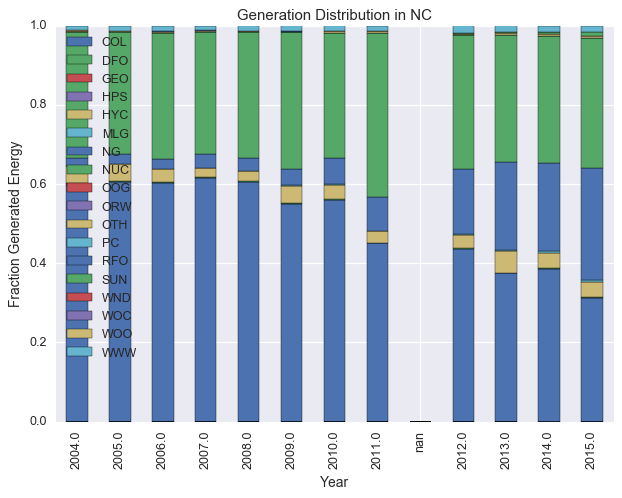 Generation Distribution in NC
1.0
0.8
0.6
0.4
0.2
0.0
Fraction Generated Energy
COL
DFO
GEO
HPS
HYC
MLG
NG
NUC
OOG
ORW
OTH
PC
RFO
SUN
WND
WOC
WOO
WWW
2004.0
2005.0
2006.0
2007.0
2008.0
2009.0
2010.0
2011.0
nan
2012.0
2013.0
2014.0
2015.0
Year